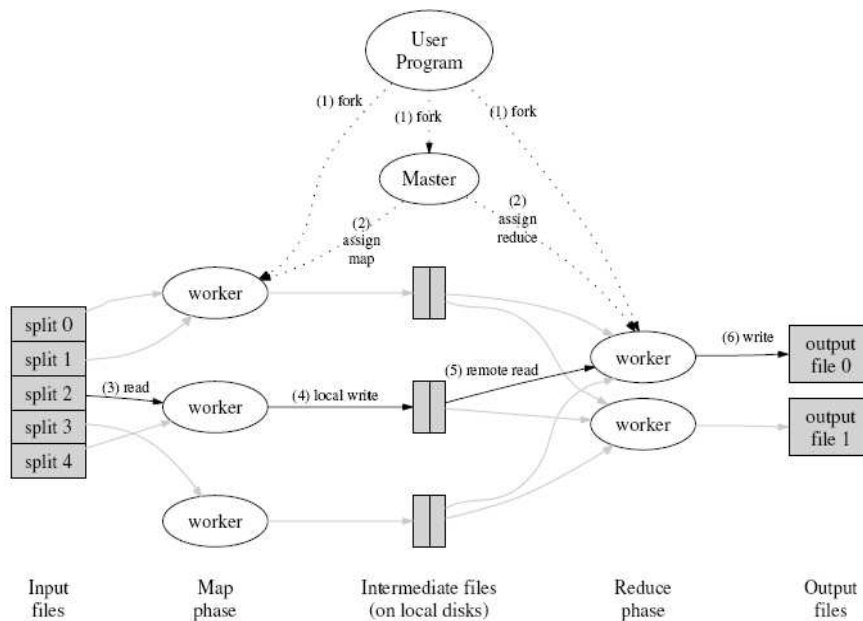 User
Program
(1) fork
(1) fork
(1) fork
Master
(2)
assign
map
(2)
assign
reduce
worker
split 0
split 1
split 2
split 3
split 4
(3) read
worker
(4) local write
(5) remote read
worker
(6) write
output
file 0
worker
output
file 1
worker
Input
files
Map
phase
Intermediate files
(on local disks)
Reduce
phase
Output
files